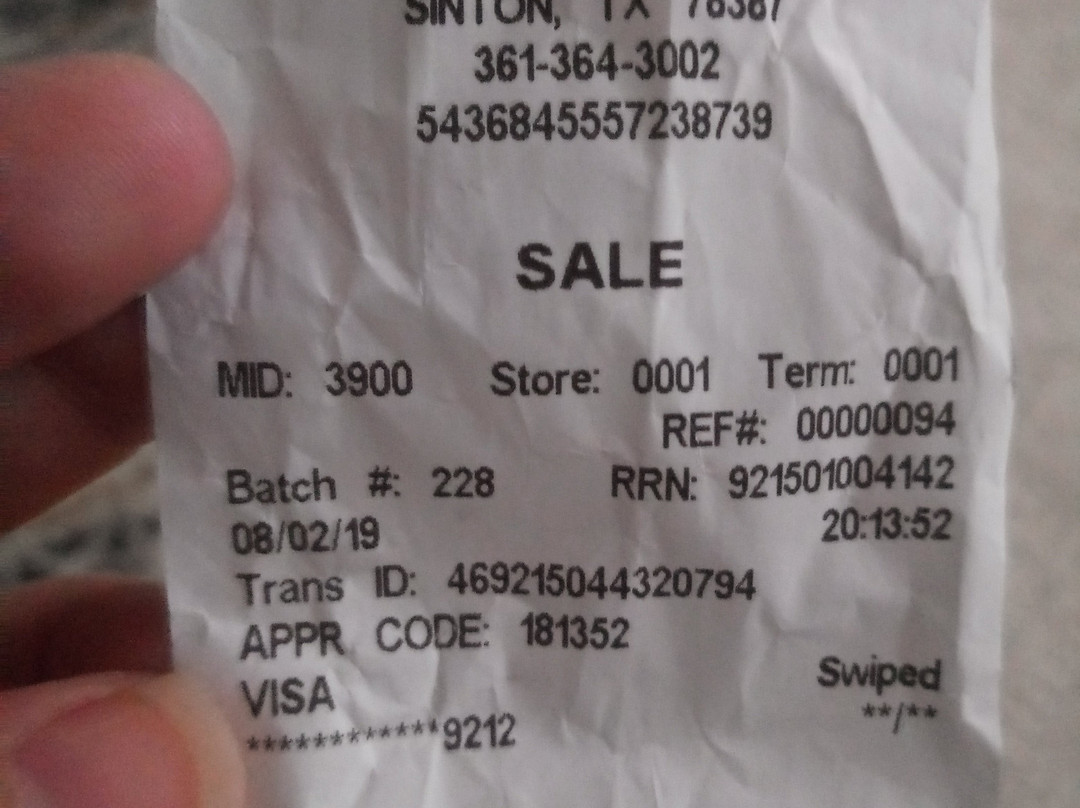 SINTON, TX 78387
361-364-3002
5436845557238739
SALE
MID: 3900 Store: 0001 Term: 0001
REF#: 00000094
Batch #: 228 RRN: 921501004142
08/02/19 20:13:52
Trans ID: 469215044320794
APPR CODE: 181352
VISA Swiped
************9212 **/**